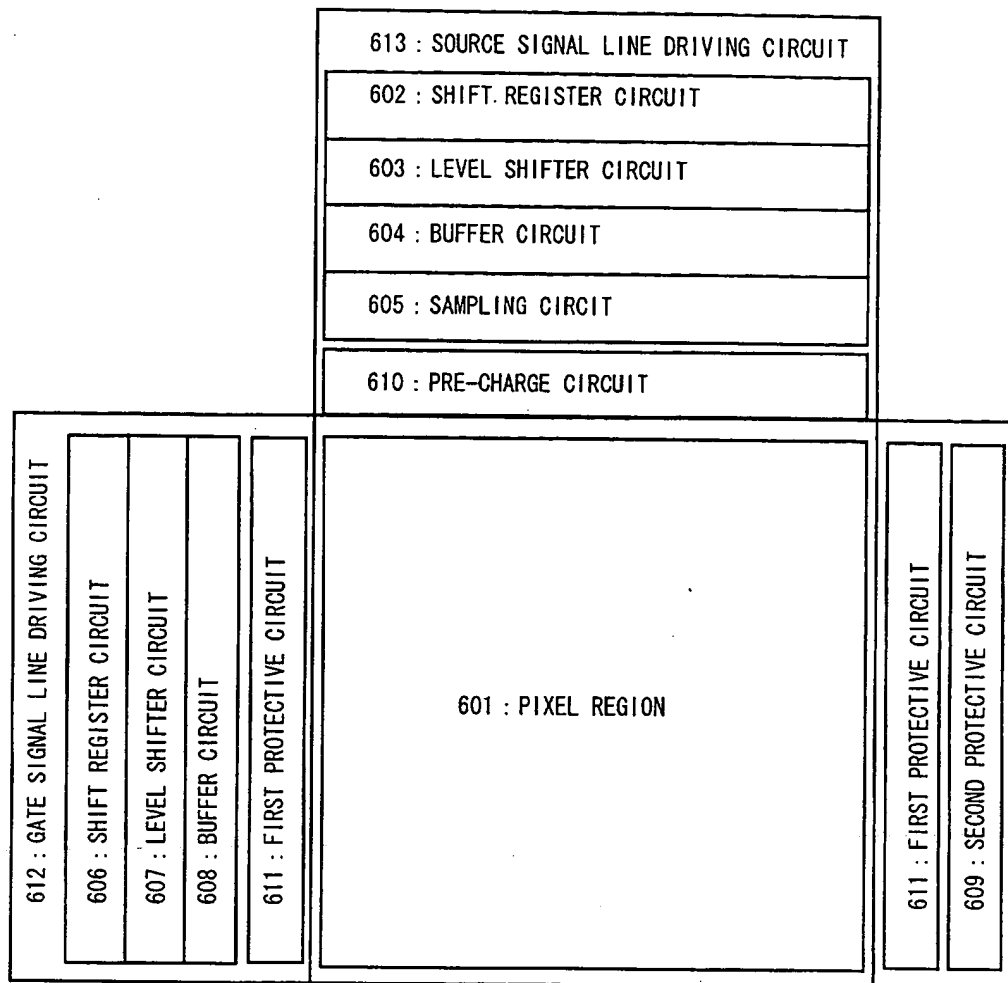 613 : SOURCE SIGNAL LINE DRIVING CIRCUIT
602 : SHIFT REGISTER CIRCUIT
603 : LEVEL SHIFTER CIRCUIT
604 : BUFFER CIRCUIT
605 : SAMPLING CIRCIT
610 : PRE-CHARGE CIRCUIT
612 : GATE SIGNAL LINE DRIVING CIRCUIT
606 : SHIFT REGISTER CIRCUIT
607 : LEVEL SHIFTER CIRCUIT
608 : BUFFER CIRCUIT
611 : FIRST PROTECTIVE CIRCUIT
601 : PIXEL REGION
611 : FIRST PROTECTIVE CIRCUIT
609 : SECOND PROTECTIVE CIRCUIT